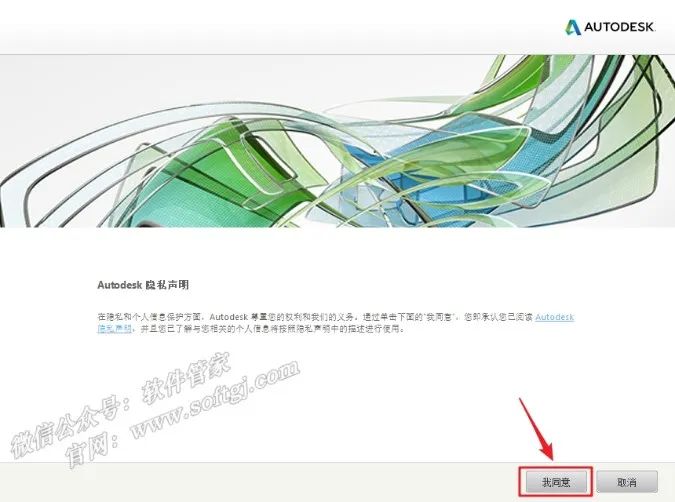 AUTODESK.
Autodesk 隐私声明
在隐私和个人信息保护方面，Autodesk 尊重您的权利和我们的义务。通过单击下面的“我同意”，您即承认您已阅读 Autodesk
隐私声明，并且您已了解与您相关的个人信息将按照隐私声明中的描述进行使用。
微信公众号：软件管家
官网：www.softgj.com
我同意
取消